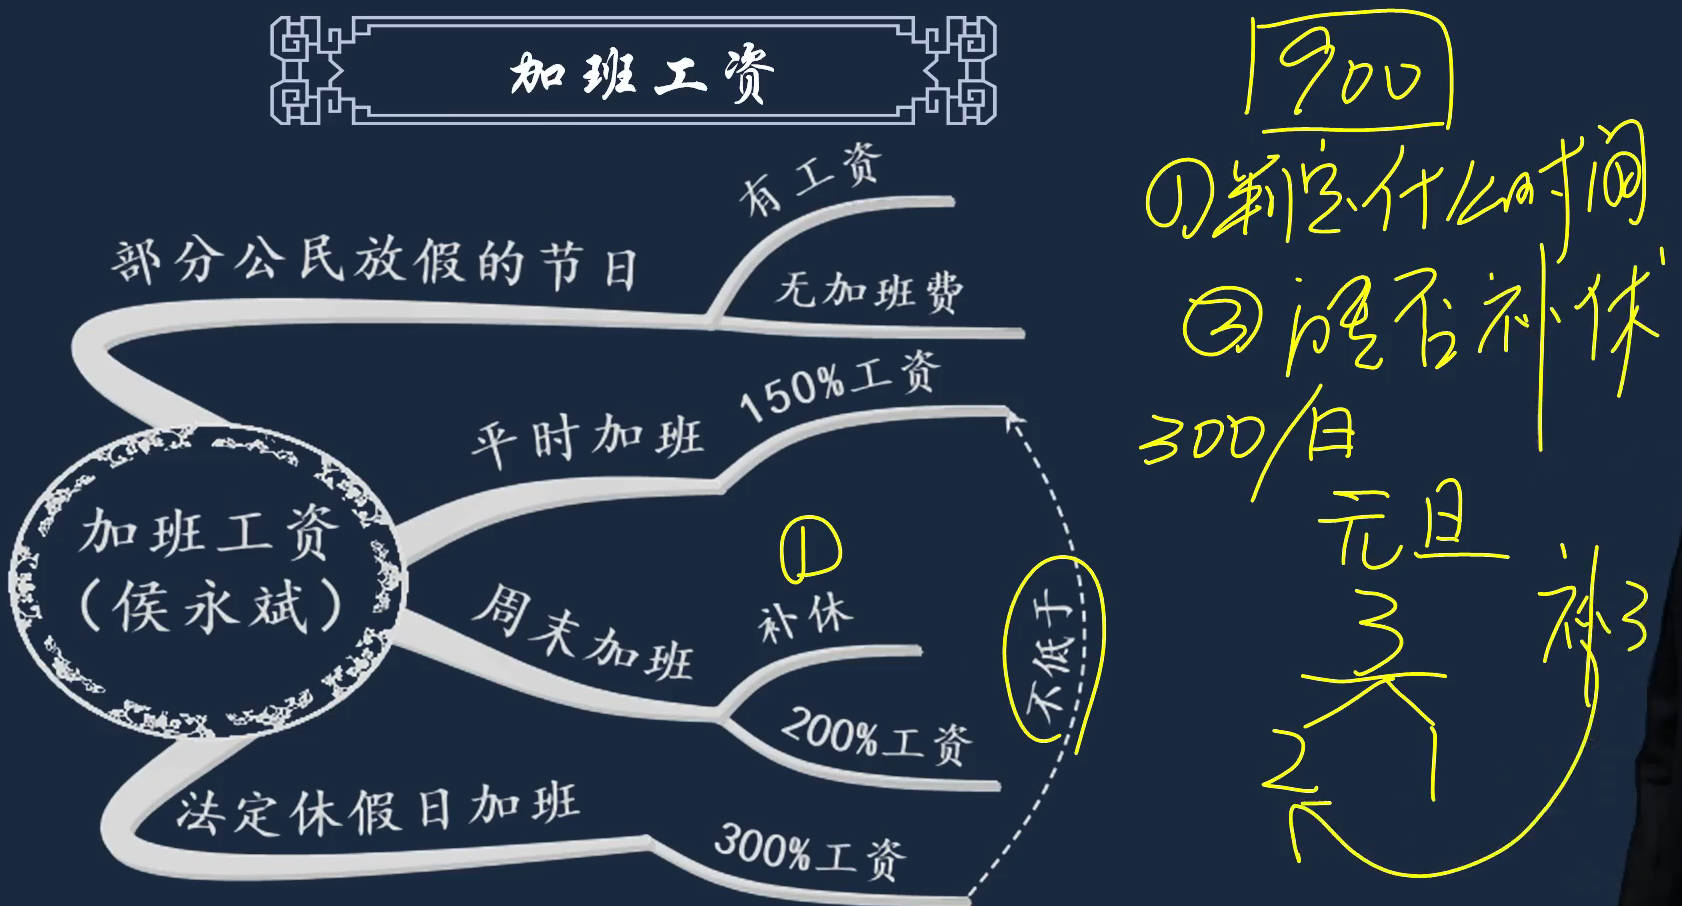 加班工资
有工资
部分公民放假的节日
无加班费
150%工资
平时加班
加班工资
（侯永斌）
周末加班
①
补休
200%工资
不低于
法定休假日加班
300%工资
900
①判定什么时间
②能否补休
300/日
元旦
3
补3
2
1